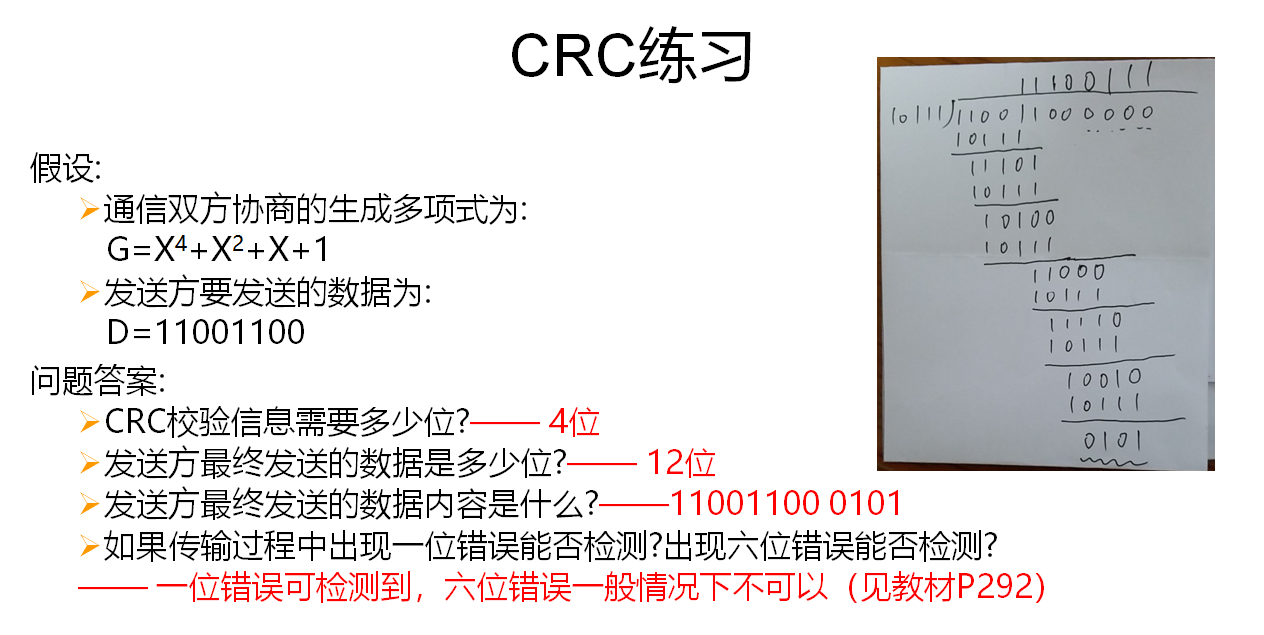 CRC练习
假设:
➢通信双方协商的生成多项式为:
G=X⁴+X²+X+1
➢发送方要发送的数据为:
D=11001100
问题答案:
➢CRC校验信息需要多少位?—— 4位
➢发送方最终发送的数据是多少位?—— 12位
➢发送方最终发送的数据内容是什么?——11001100 0101
➢如果传输过程中出现一位错误能否检测?出现六位错误能否检测?
—— 一位错误可检测到，六位错误一般情况下不可以（见教材P292）
11100111
10111)110011000000
10111
11101
10111
10100
10111
11000
10111
11110
10111
10010
10111
0101